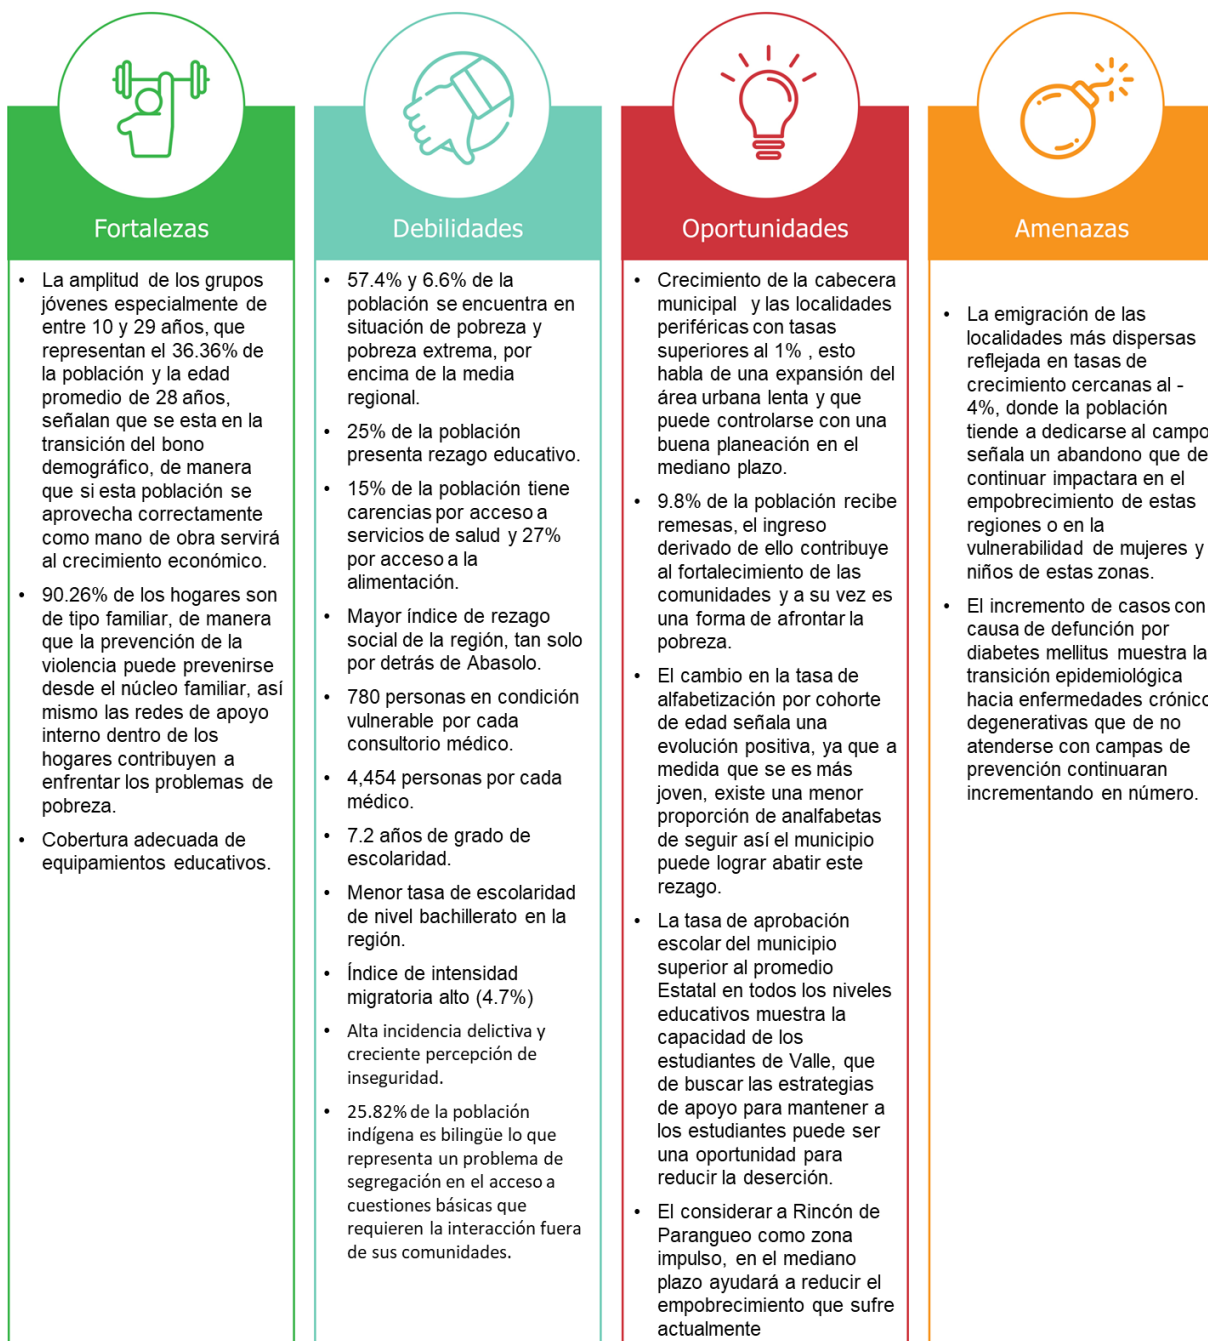 Fortalezas
• La amplitud de los grupos
jóvenes especialmente de
entre 10 y 29 años, que
representan el 36.36% de
la población y la edad
promedio de 28 años,
señalan que se esta en la
transición del bono
demográfico, de manera
que si esta población se
aprovecha correctamente
como mano de obra servirá
al crecimiento económico.
• 90.26% de los hogares son
de tipo familiar, de manera
que la prevención de la
violencia puede prevenirse
desde el núcleo familiar, así
mismo las redes de apoyo
interno dentro de los
hogares contribuyen a
enfrentar los problemas de
pobreza.
• Cobertura adecuada de
equipamientos educativos.
Debilidades
• 57.4% y 6.6% de la
población se encuentra en
situación de pobreza y
pobreza extrema, por
encima de la media
regional.
• 25% de la población
presenta rezago educativo.
• 15% de la población tiene
carencias por acceso a
servicios de salud y 27%
por acceso a la
alimentación.
• Mayor índice de rezago
social de la región, tan solo
por detrás de Abasolo.
• 780 personas en condición
vulnerable por cada
consultorio médico.
• 4,454 personas por cada
médico.
• 7.2 años de grado de
escolaridad.
• Menor tasa de escolaridad
de nivel bachillerato en la
región.
• Índice de intensidad
migratoria alto (4.7%)
• Alta incidencia delictiva y
creciente percepción de
inseguridad.
• 25.82% de la población
indígena es bilingüe lo que
representa un problema de
segregación en el acceso a
cuestiones básicas que
requieren la interacción fuera
de sus comunidades.
Oportunidades
• Crecimiento de la cabecera
municipal y las localidades
periféricas con tasas
superiores al 1% , esto
habla de una expansión del
área urbana lenta y que
puede controlarse con una
buena planeación en el
mediano plazo.
• 9.8% de la población recibe
remesas, el ingreso
derivado de ello contribuye
al fortalecimiento de las
comunidades y a su vez es
una forma de afrontar la
pobreza.
• El cambio en la tasa de
alfabetización por cohorte
de edad señala una
evolución positiva, ya que a
medida que se es más
joven, existe una menor
proporción de analfabetas
de seguir así el municipio
puede lograr abatir este
rezago.
• La tasa de aprobación
escolar del municipio
superior al promedio
Estatal en todos los niveles
educativos muestra la
capacidad de los
estudiantes de Valle, que
de buscar las estrategias
de apoyo para mantener a
los estudiantes puede ser
una oportunidad para
reducir la deserción.
• El considerar a Rincón de
Parangueo como zona
impulso, en el mediano
plazo ayudará a reducir el
empobrecimiento que sufre
actualmente
Amenazas
• La emigración de las
localidades más dispersas
reflejada en tasas de
crecimiento cercanas al -
4%, donde la población
tiende a dedicarse al campo
señala un abandono que de
continuar impactara en el
empobrecimiento de estas
regiones o en la
vulnerabilidad de mujeres y
niños de estas zonas.
• El incremento de casos con
causa de defunción por
diabetes mellitus muestra la
transición epidemiológica
hacia enfermedades crónico
degenerativas que de no
atenderse con campas de
prevención continuaran
incrementando en número.